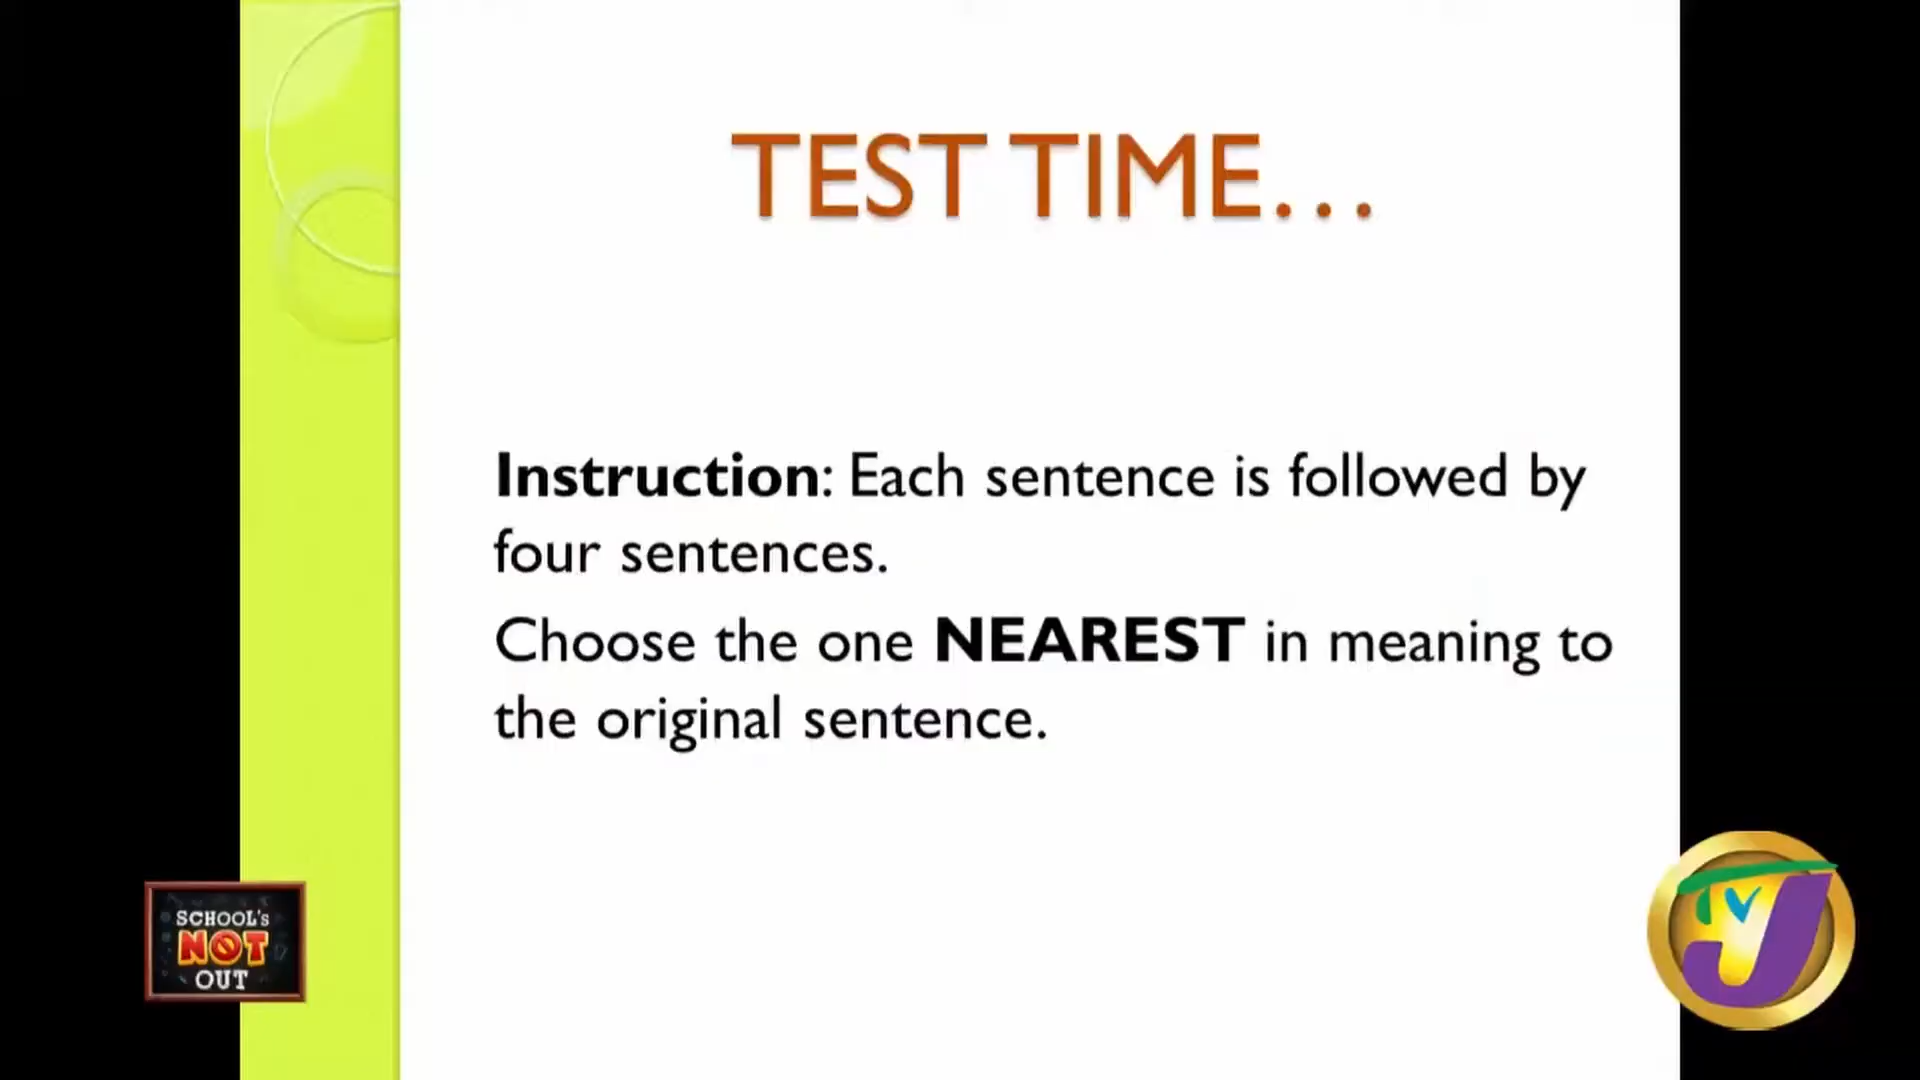 TEST TIME...
Instruction: Each sentence is followed by
four sentences.
Choose the one NEAREST in meaning to
the original sentence.
SCHOOL'S
NOT
OUT
TVJ